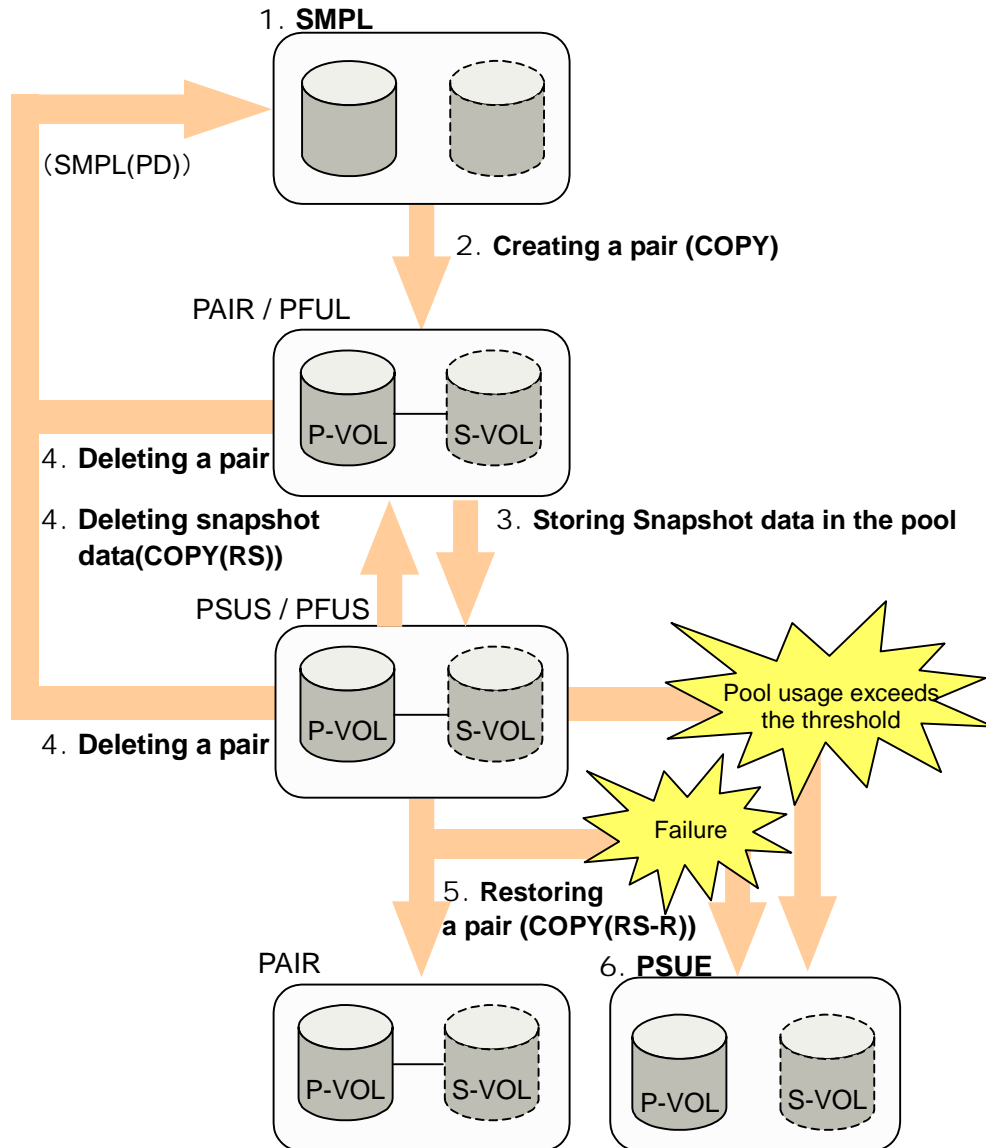 1. SMPL
(SMPL(PD))
2. Creating a pair (COPY)
PAIR / PFUL
P-VOL
S-VOL
4. Deleting a pair
4. Deleting snapshot
data(COPY(RS))
3. Storing Snapshot data in the pool
PSUS / PFUS
P-VOL
S-VOL
Pool usage exceeds
the threshold
4. Deleting a pair
Failure
5. Restoring
a pair (COPY(RS-R))
PAIR
6. PSUE
P-VOL
S-VOL
P-VOL
S-VOL